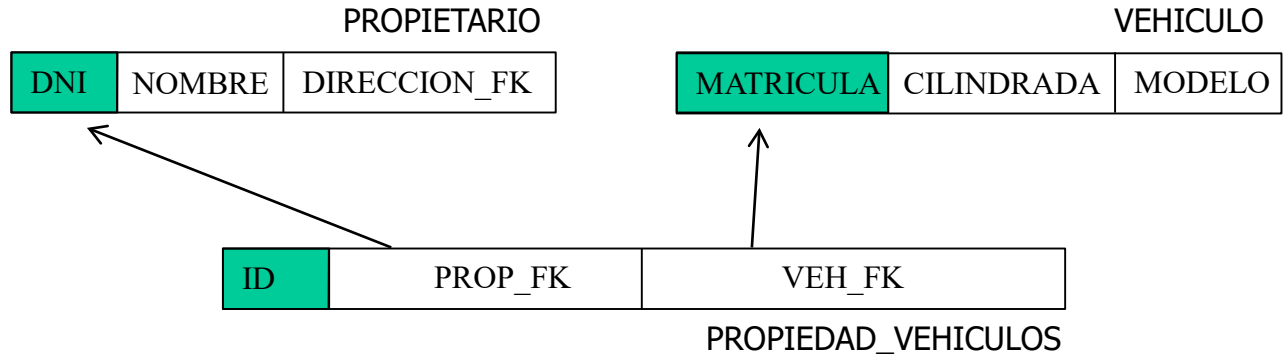 PROPIETARIO VEHICULO
DNI NOMBRE DIRECCION_FK MATRICULA CILINDRADA MODELO
ID PROP_FK VEH_FK
PROPIEDAD_VEHICULOS